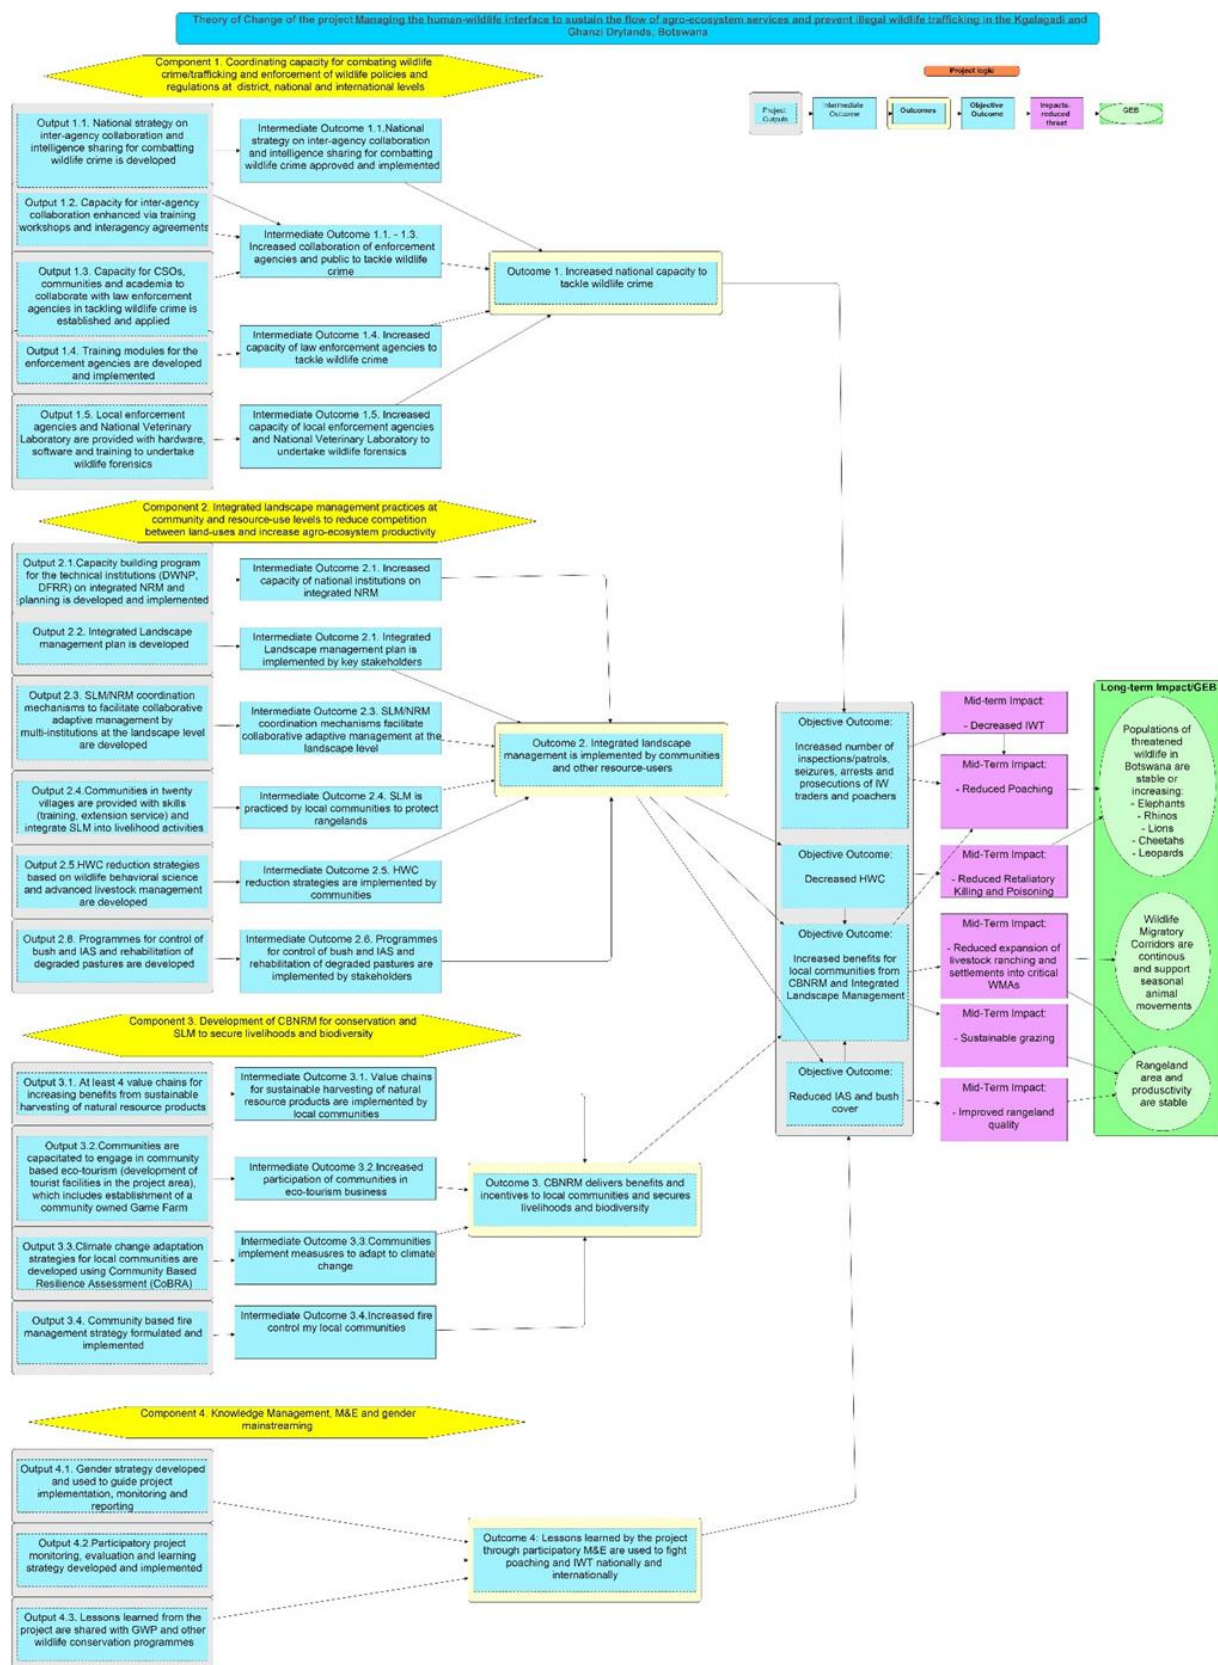 Theory of Change of the project Managing the human-wildlife interface to sustain the flow of agro-ecosystem services and prevent illegal wildlife trafficking in the Kgalagadi and
Ghanzi Drylands, Botswana
Component 1. Coordinating capacity for combating wildlife
crime/trafficking and enforcement of wildlife policies and
regulations at district, national and international levels
Project logic
Project
Outputs
Intermediate
Outcome
Outcomes
Objective
Outcome
Impacts-
reduced
threat
GEB
Output 1.1. National strategy on
inter-agency collaboration and
intelligence sharing for combatting
wildlife crime is developed
Intermediate Outcome 1.1.National
strategy on inter-agency collaboration
and intelligence sharing for combatting
wildlife crime approved and implemented
Output 1.2. Capacity for inter-agency
collaboration enhanced via training
workshops and interagency agreements
Intermediate Outcome 1.1. - 1.3.
Increased collaboration of enforcement
agencies and public to tackle wildlife
crime
Output 1.3. Capacity for CSOs,
communities and academia to
collaborate with law enforcement
agencies in tackling wildlife crime is
established and applied
Outcome 1. Increased national capacity to
tackle wildlife crime
Output 1.4. Training modules for the
enforcement agencies are developed
and implemented
Intermediate Outcome 1.4. Increased
capacity of law enforcement agencies to
tackle wildlife crime
Output 1.5. Local enforcement
agencies and National Veterinary
Laboratory are provided with hardware,
software and training to undertake
wildlife forensics
Intermediate Outcome 1.5. Increased
capacity of local enforcement agencies
and National Veterinary Laboratory to
undertake wildlife forensics
Component 2. Integrated landscape management practices at
community and resource-use levels to reduce competition
between land-uses and increase agro-ecosystem productivity
Output 2.1.Capacity building program
for the technical institutions (DWNP,
DFRR) on integrated NRM and
planning is developed and implemented
Intermediate Outcome 2.1. Increased
capacity of national institutions on
integrated NRM
Output 2.2. Integrated Landscape
management plan is developed
Intermediate Outcome 2.1. Integrated
Landscape management plan is
implemented by key stakeholders
Output 2.3. SLM/NRM coordination
mechanisms to facilitate collaborative
adaptive management by
multi-institutions at the landscape level
are developed
Intermediate Outcome 2.3. SLM/NRM
coordination mechanisms facilitate
collaborative adaptive management at the
landscape level
Outcome 2. Integrated landscape
management is implemented by communities
and other resource-users
Output 2.4.Communities in twenty
villages are provided with skills
(training, extension service) and
integrate SLM into livelihood activities
Intermediate Outcome 2.4. SLM is
practiced by local communities to protect
rangelands
Output 2.5.HWC reduction strategies
based on wildlife behavioral science
and advanced livestock management
are developed
Intermediate Outcome 2.5. HWC
reduction strategies are implemented by
communities
Output 2.6. Programmes for control of
bush and IAS and rehabilitation of
degraded pastures are developed
Intermediate Outcome 2.6. Programmes
for control of bush and IAS and
rehabilitation of degraded pastures are
implemented by stakeholders
Objective Outcome:
Increased number of
inspections/patrols,
seizures, arrests and
prosecutions of IW
traders and poachers
Objective Outcome:
Decreased HWC
Objective Outcome:
Increased benefits for
local communities from
CBNRM and Integrated
Landscape Management
Objective Outcome:
Reduced IAS and bush
cover
Mid-term Impact:
- Decreased IWT
Mid-Term Impact:
- Reduced Poaching
Mid-Term Impact:
- Reduced Retaliatory
Killing and Poisoning
Mid-Term Impact:
- Reduced expansion of
livestock ranching and
settlements into critical
WMAs
Mid-Term Impact:
- Sustainable grazing
Mid-Term Impact:
- Improved rangeland
quality
Long-term Impact/GEB
Populations of
threatened
wildlife in
Botswana are
stable or
increasing:
- Elephants
- Rhinos
- Lions
- Cheetahs
- Leopards
Wildlife
Migratory
Corridors are
continous
and support
seasonal
animal
movements
Rangeland
area and
produsctivity
are stable
Component 3. Development of CBNRM for conservation and
SLM to secure livelihoods and biodiversity
Output 3.1. At least 4 value chains for
increasing benefits from sustainable
harvesting of natural resource products
Intermediate Outcome 3.1. Value chains
for sustainable harvesting of natural
resource products are implemented by
local communities
Output 3.2.Communities are
capacitated to engage in community
based eco-tourism (development of
tourist facilities in the project area),
which includes establishment of a
community owned Game Farm
Intermediate Outcome 3.2.Increased
participation of communities in
eco-tourism business
Outcome 3. CBNRM delivers benefits and
incentives to local communities and secures
livelihoods and biodiversity
Output 3.3.Climate change adaptation
strategies for local communities are
developed using Community Based
Resilience Assessment (CoBRA)
Intermediate Outcome 3.3.Communities
implement measusres to adapt to climate
change
Output 3.4. Community based fire
management strategy formulated and
implemented
Intermediate Outcome 3.4.Increased fire
control my local communities
Component 4. Knowledge Management, M&E and gender
mainstreaming
Output 4.1. Gender strategy developed
and used to guide project
implementation, monitoring and
reporting
Output 4.2.Participatory project
monitoring, evaluation and learning
strategy developed and implemented
Outcome 4: Lessons learned by the project
through participatory M&E are used to fight
poaching and IWT nationally and
internationally
Output 4.3. Lessons learned from the
project are shared with GWP and other
wildlife conservation programmes